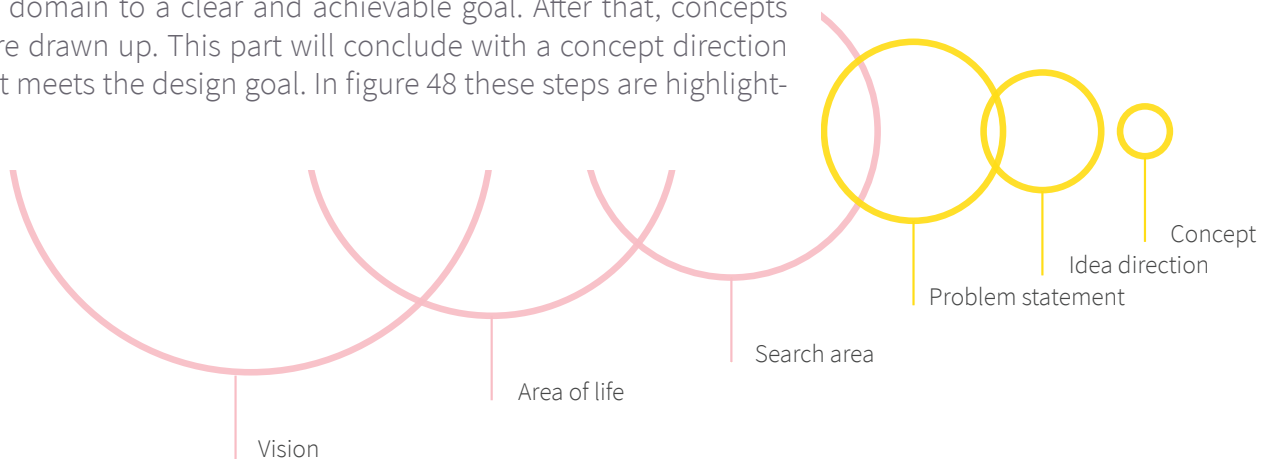 domain to a clear and achievable goal. After that, concepts
re drawn up. This part will conclude with a concept direction
t meets the design goal. In figure 48 these steps are highlight-
Concept
Idea direction
Problem statement
Search area
Area of life
Vision